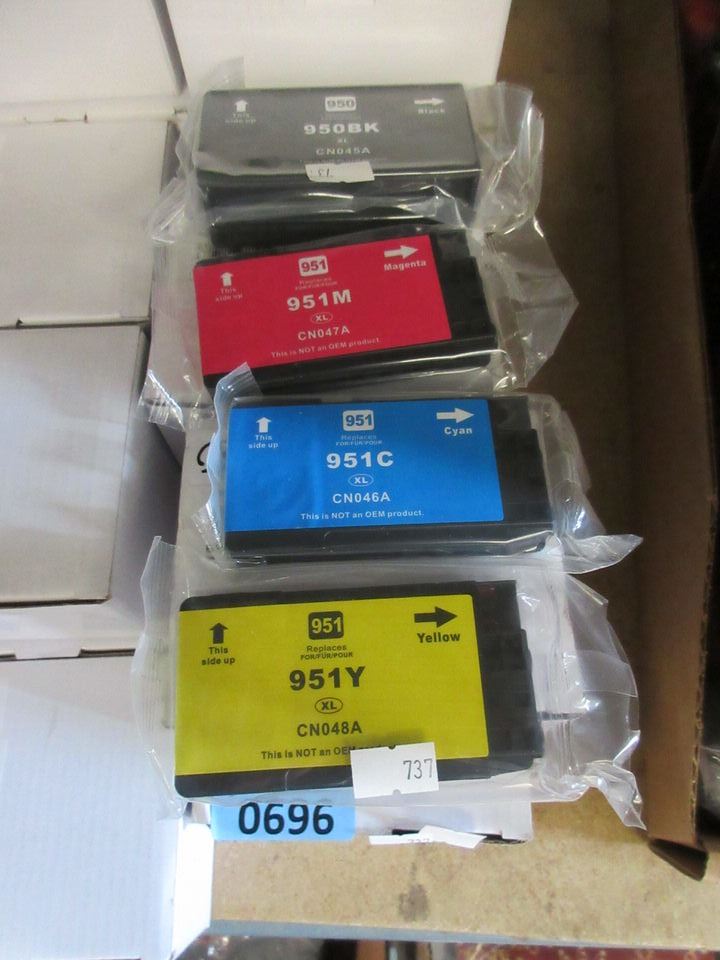 950
This
side up
Black
950BK
XL
CN045A
951
This
side up
Replaces
FOR/FÜR/POUR
Magenta
951M
XL
CN047A
This is NOT an OEM product.
951
This
side up
Replaces
FOR/FÜR/POUR
Cyan
951C
XL
CN046A
This is NOT an OEM product.
951
This
side up
Replaces
FOR/FÜR/POUR
Yellow
951Y
XL
CN048A
This is NOT an OEM
737
0696